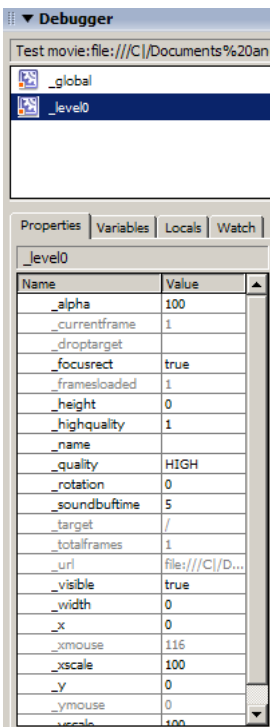 Debugger
Test movie:file:///C|/Documents%20an
_global
_level0
Properties Variables Locals Watch
_level0
Name Value
_alpha 100
_currentframe 1
_droptarget
_focusrect true
_framesloaded 1
_height 0
_highquality 1
_name
_quality HIGH
_rotation 0
_soundbuftime 5
_target /
_totalframes 1
_url file:///C|/D...
_visible true
_width 0
_x 0
_xmouse 116
_xscale 100
_y 0
_ymouse 0
_yscale 100